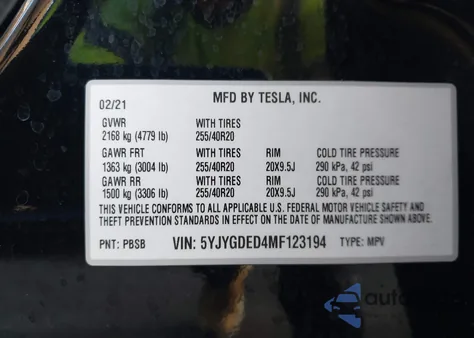 MFD BY TESLA, INC.
02/21
GVWR WITH TIRES
2168 kg (4779 lb) 255/40R20
GAWR FRT WITH TIRES RIM COLD TIRE PRESSURE
1363 kg (3004 lb) 255/40R20 20X9.5J 290 kPa, 42 psi
GAWR RR WITH TIRES RIM COLD TIRE PRESSURE
1500 kg (3306 lb) 255/40R20 20X9.5J 290 kPa, 42 psi
THIS VEHICLE CONFORMS TO ALL APPLICABLE U.S. FEDERAL MOTOR VEHICLE SAFETY AND
THEFT PREVENTION STANDARDS IN EFFECT ON THE DATE OF MANUFACTURE SHOWN ABOVE.
PNT: PBSB VIN: 5YJYGDED4MF123194 TYPE: MPV